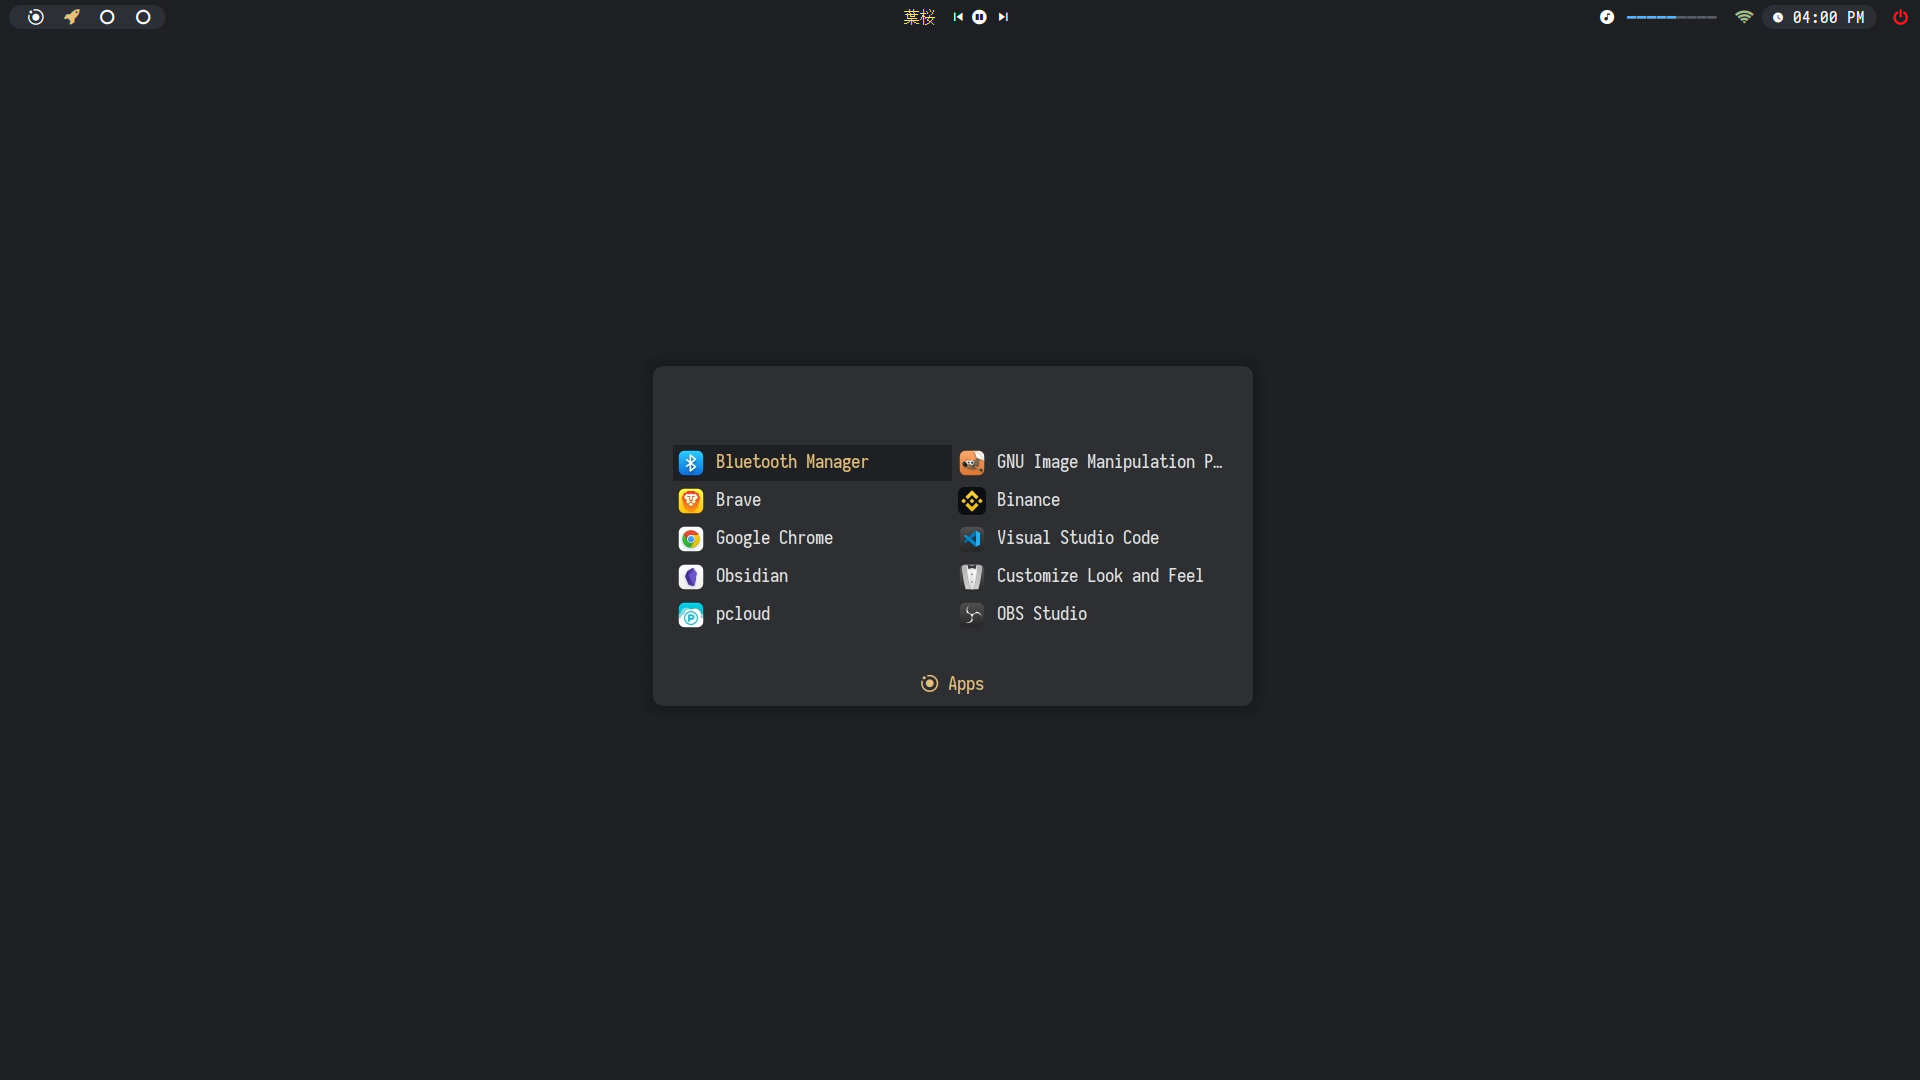 葉桜
04:00 PM
Bluetooth Manager
GNU Image Manipulation P…
Brave
Binance
Google Chrome
Visual Studio Code
Obsidian
Customize Look and Feel
pcloud
OBS Studio
Apps